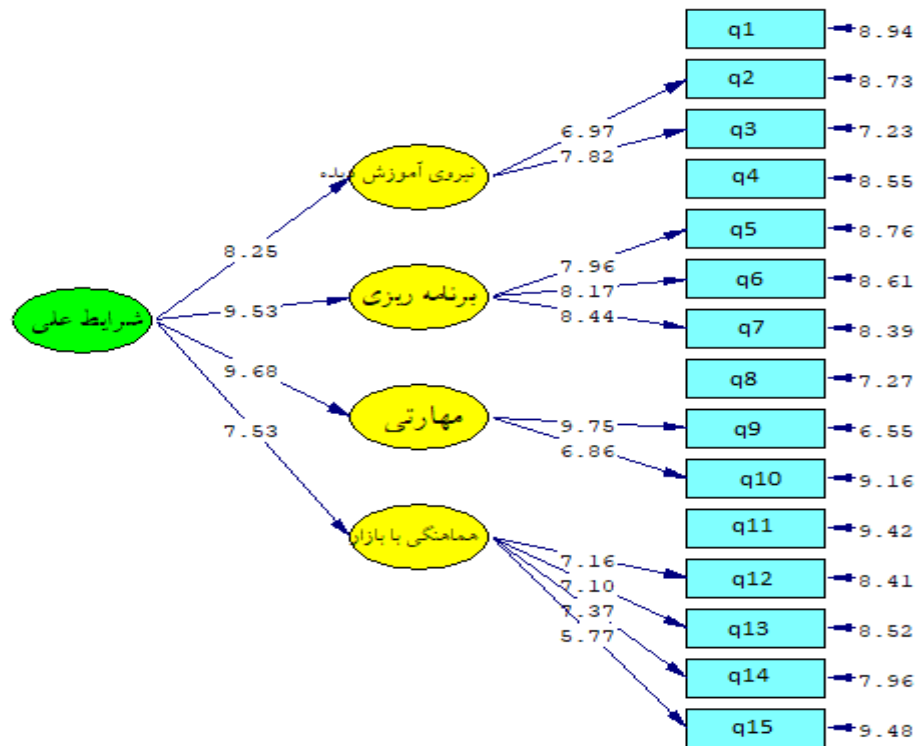 q1 8.94
q2 8.73
6.97
q3 7.23
7.82
نیروی آموزش دیده
q4 8.55
8.25
q5 8.76
7.96
q6 8.61
8.17
برنامه ریزی
9.53
8.44
شرایط علی
q7 8.39
9.68
q8 7.27
مهارتی
9.75
q9 6.55
7.53
6.86
q10 9.16
q11 9.42
هماهنگی با بازار
7.16
q12 8.41
7.10
7.37
q13 8.52
5.77
q14 7.96
q15 9.48